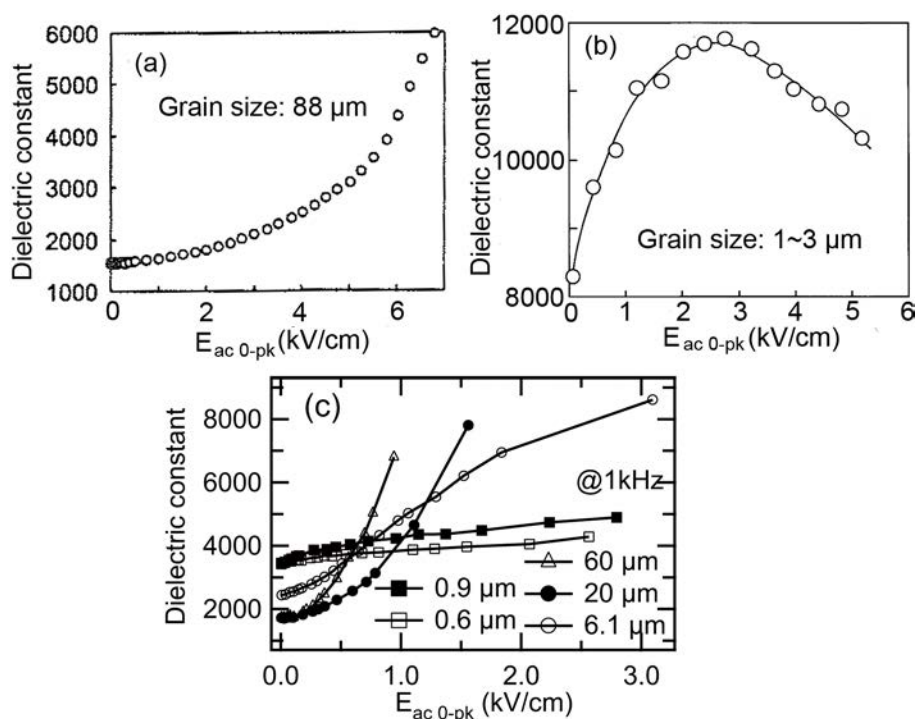 (a)
Grain size: 88 µm
Dielectric constant
6000
5000
4000
3000
2000
1000
0 2 4 6
E ac 0-pk (kV/cm)
(b)
Grain size: 1~3 µm
Dielectric constant
12000
10000
8000
0 1 2 3 4 5 6
E ac 0-pk (kV/cm)
(c)
@1kHz
Dielectric constant
8000
6000
4000
2000
60 µm
0.9 µm
20 µm
0.6 µm
6.1 µm
0.0 1.0 2.0 3.0
E ac 0-pk (kV/cm)